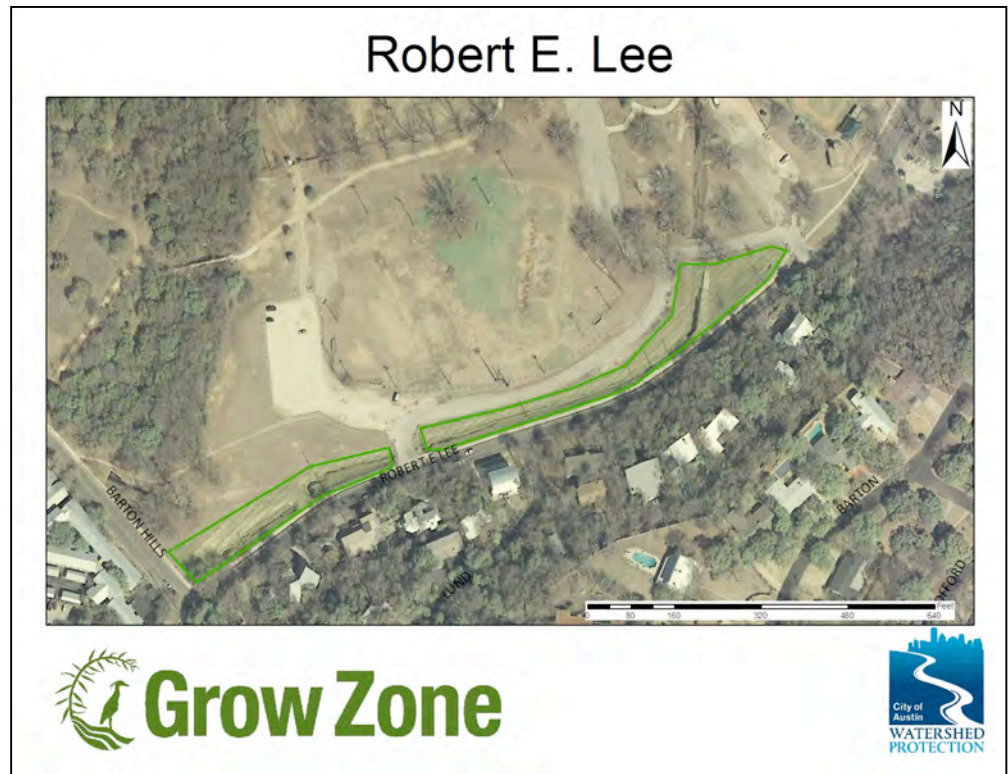 Robert E. Lee
N
ROBERT E LEE
BARTON HILLS
BARTON
LUND
OFFORD
Feet
0 80 160 320 480 640
Grow Zone
City of
Austin
WATERSHED
PROTECTION